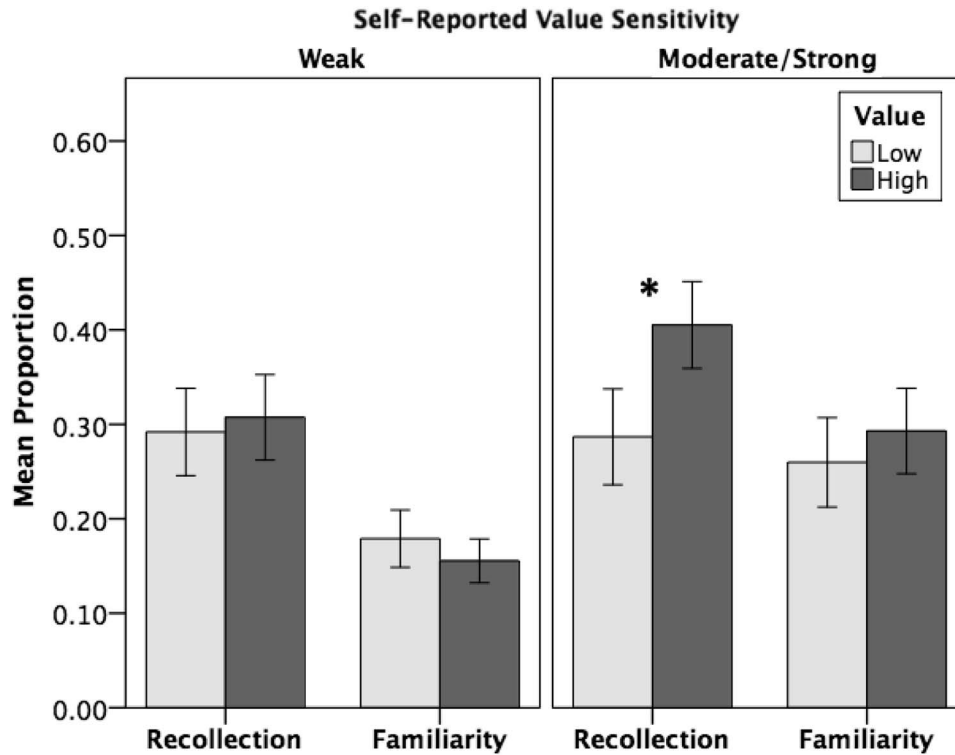 Self-Reported Value Sensitivity
Weak
Moderate/Strong
Value
Low
High
Mean Proportion
0.60
0.50
0.40
0.30
0.20
0.10
0.00
*
Recollection
Familiarity
Recollection
Familiarity